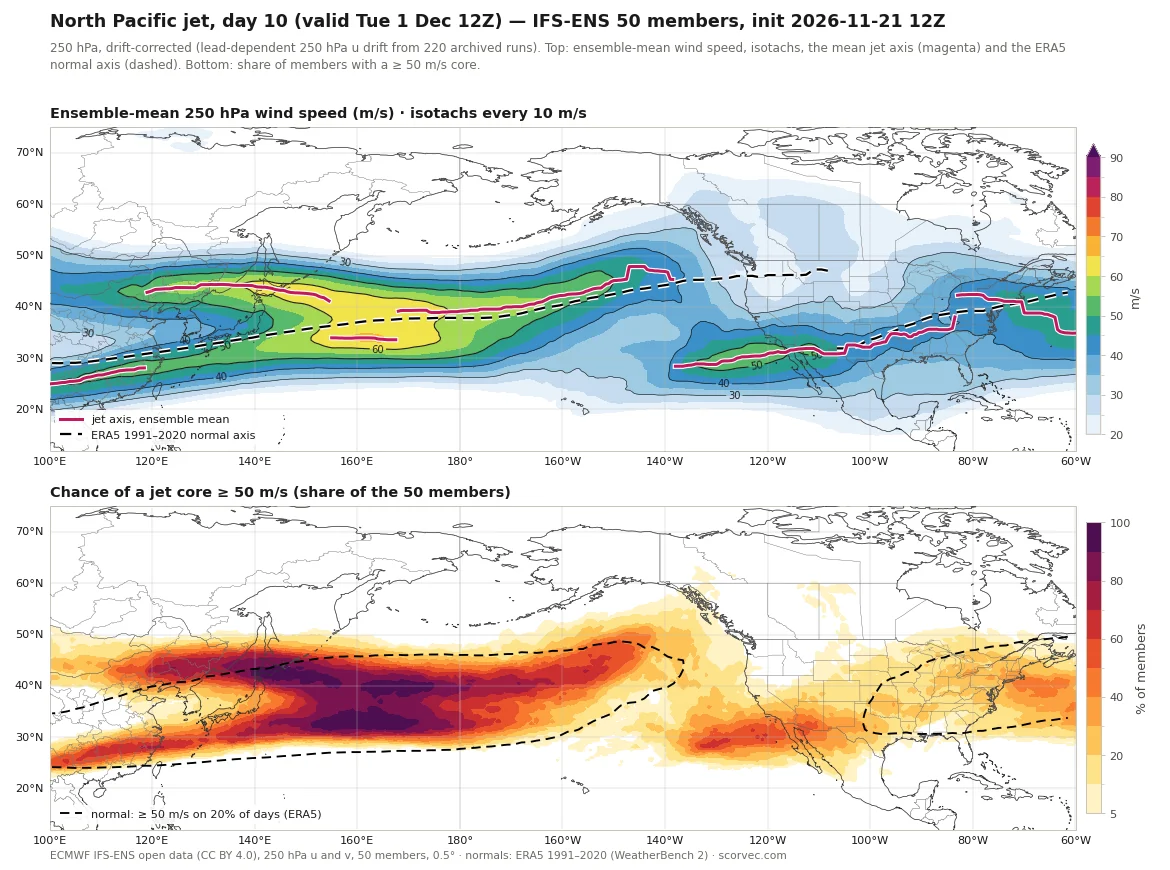 North Pacific jet, day 10 (valid Tue 1 Dec 12Z) — IFS-ENS 50 members, init 2026-11-21 12Z
250 hPa, drift-corrected (lead-dependent 250 hPa u drift from 220 archived runs). Top: ensemble-mean wind speed, isotachs, the mean jet axis (magenta) and the ERA5
normal axis (dashed). Bottom: share of members with a ≥ 50 m/s core.
Ensemble-mean 250 hPa wind speed (m/s) · isotachs every 10 m/s
70°N
60°N
50°N
40°N
30°N
20°N
30
30
40
50
40
60
50
40
30
50
jet axis, ensemble mean
ERA5 1991–2020 normal axis
100°E 120°E 140°E 160°E 180° 160°W 140°W 120°W 100°W 80°W 60°W
90
80
70
60
50
40
30
20
m/s
Chance of a jet core ≥ 50 m/s (share of the 50 members)
70°N
60°N
50°N
40°N
30°N
20°N
normal: ≥ 50 m/s on 20% of days (ERA5)
100°E 120°E 140°E 160°E 180° 160°W 140°W 120°W 100°W 80°W 60°W
100
80
60
40
20
5
% of members
ECMWF IFS-ENS open data (CC BY 4.0), 250 hPa u and v, 50 members, 0.5° · normals: ERA5 1991–2020 (WeatherBench 2) · scorvec.com